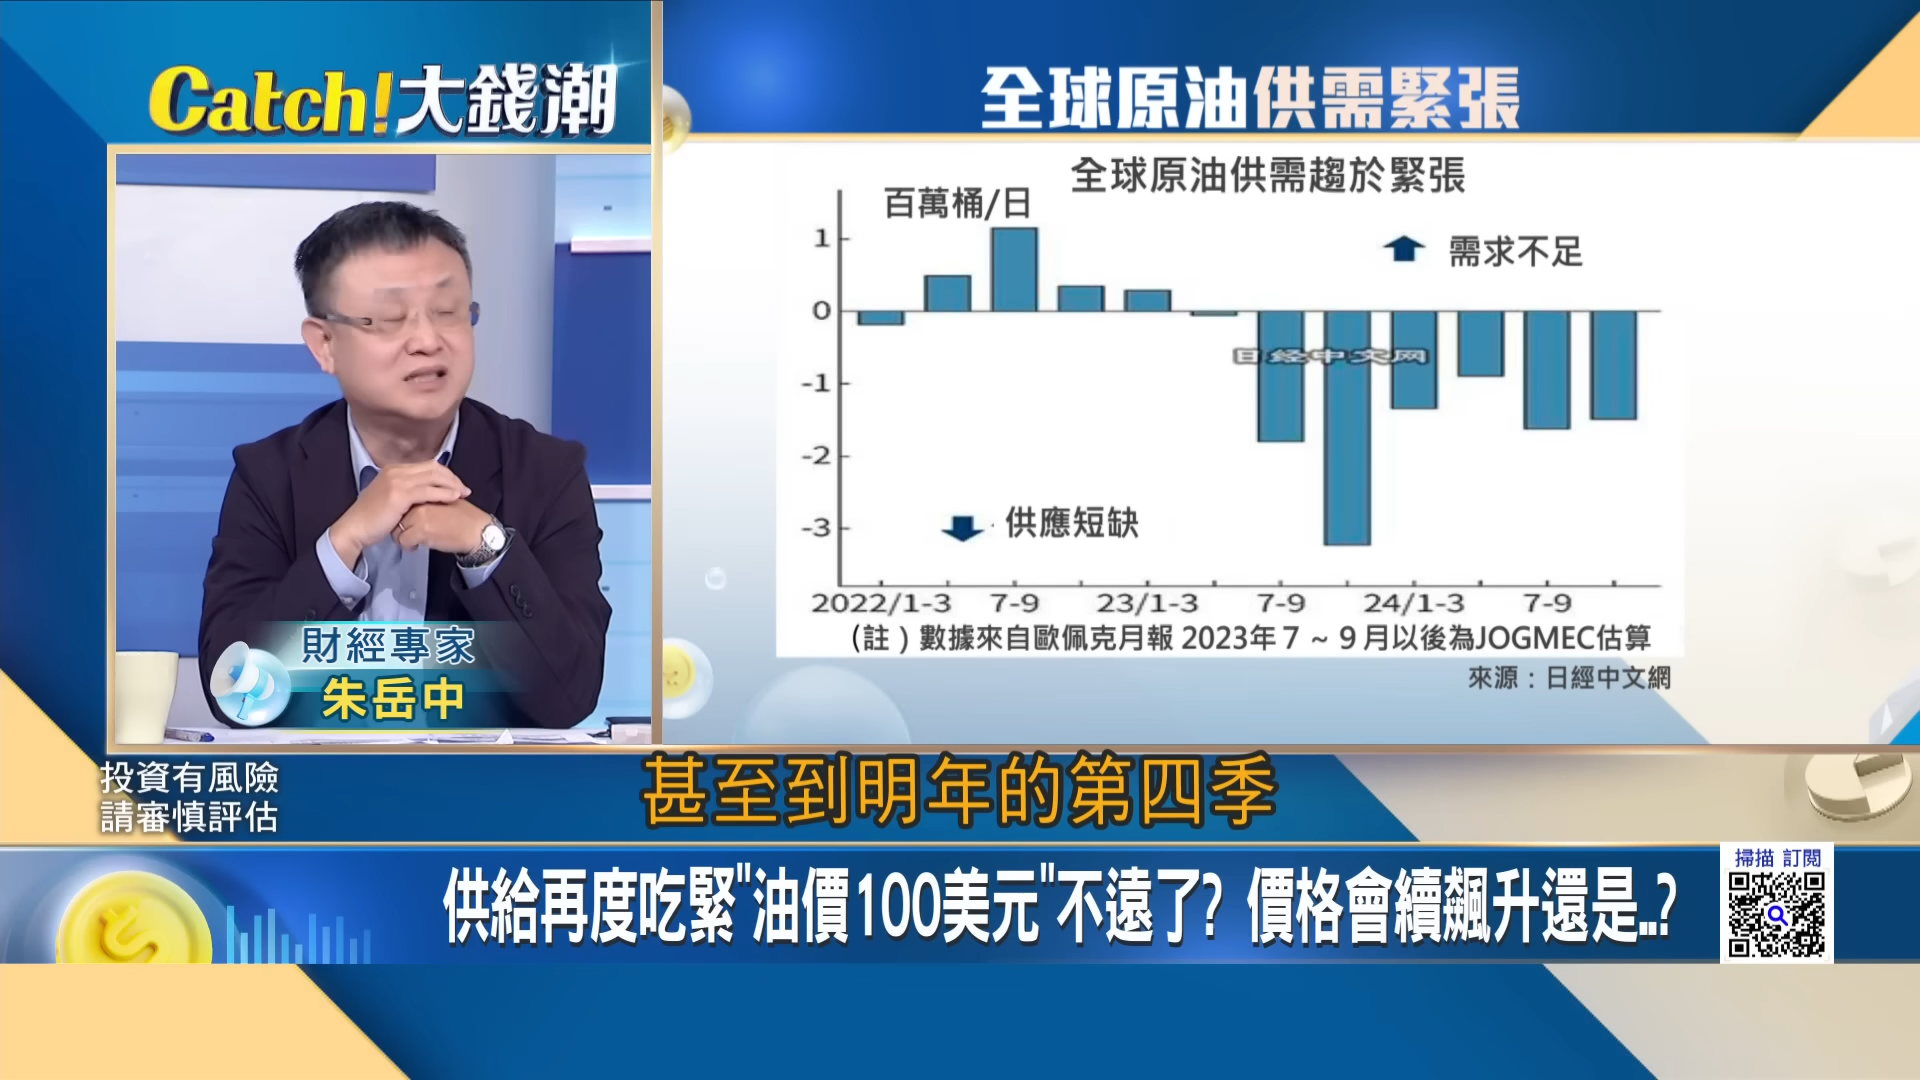 Catch!大錢潮
全球原油供需緊張
全球原油供需趨於緊張
百萬桶/日
1
0
-1
-2
-3
需求不足
日经中文网
供應短缺
2022/1-3 7-9 23/1-3 7-9 24/1-3 7-9
(註)數據來自歐佩克月報 2023年7~9月以後為JOGMEC估算
來源:日經中文網
財經專家
朱岳中
投資有風險
請審慎評估
甚至到明年的第四季
供給再度吃緊"油價100美元"不遠了? 價格會續飆升還是..?
掃描 訂閱